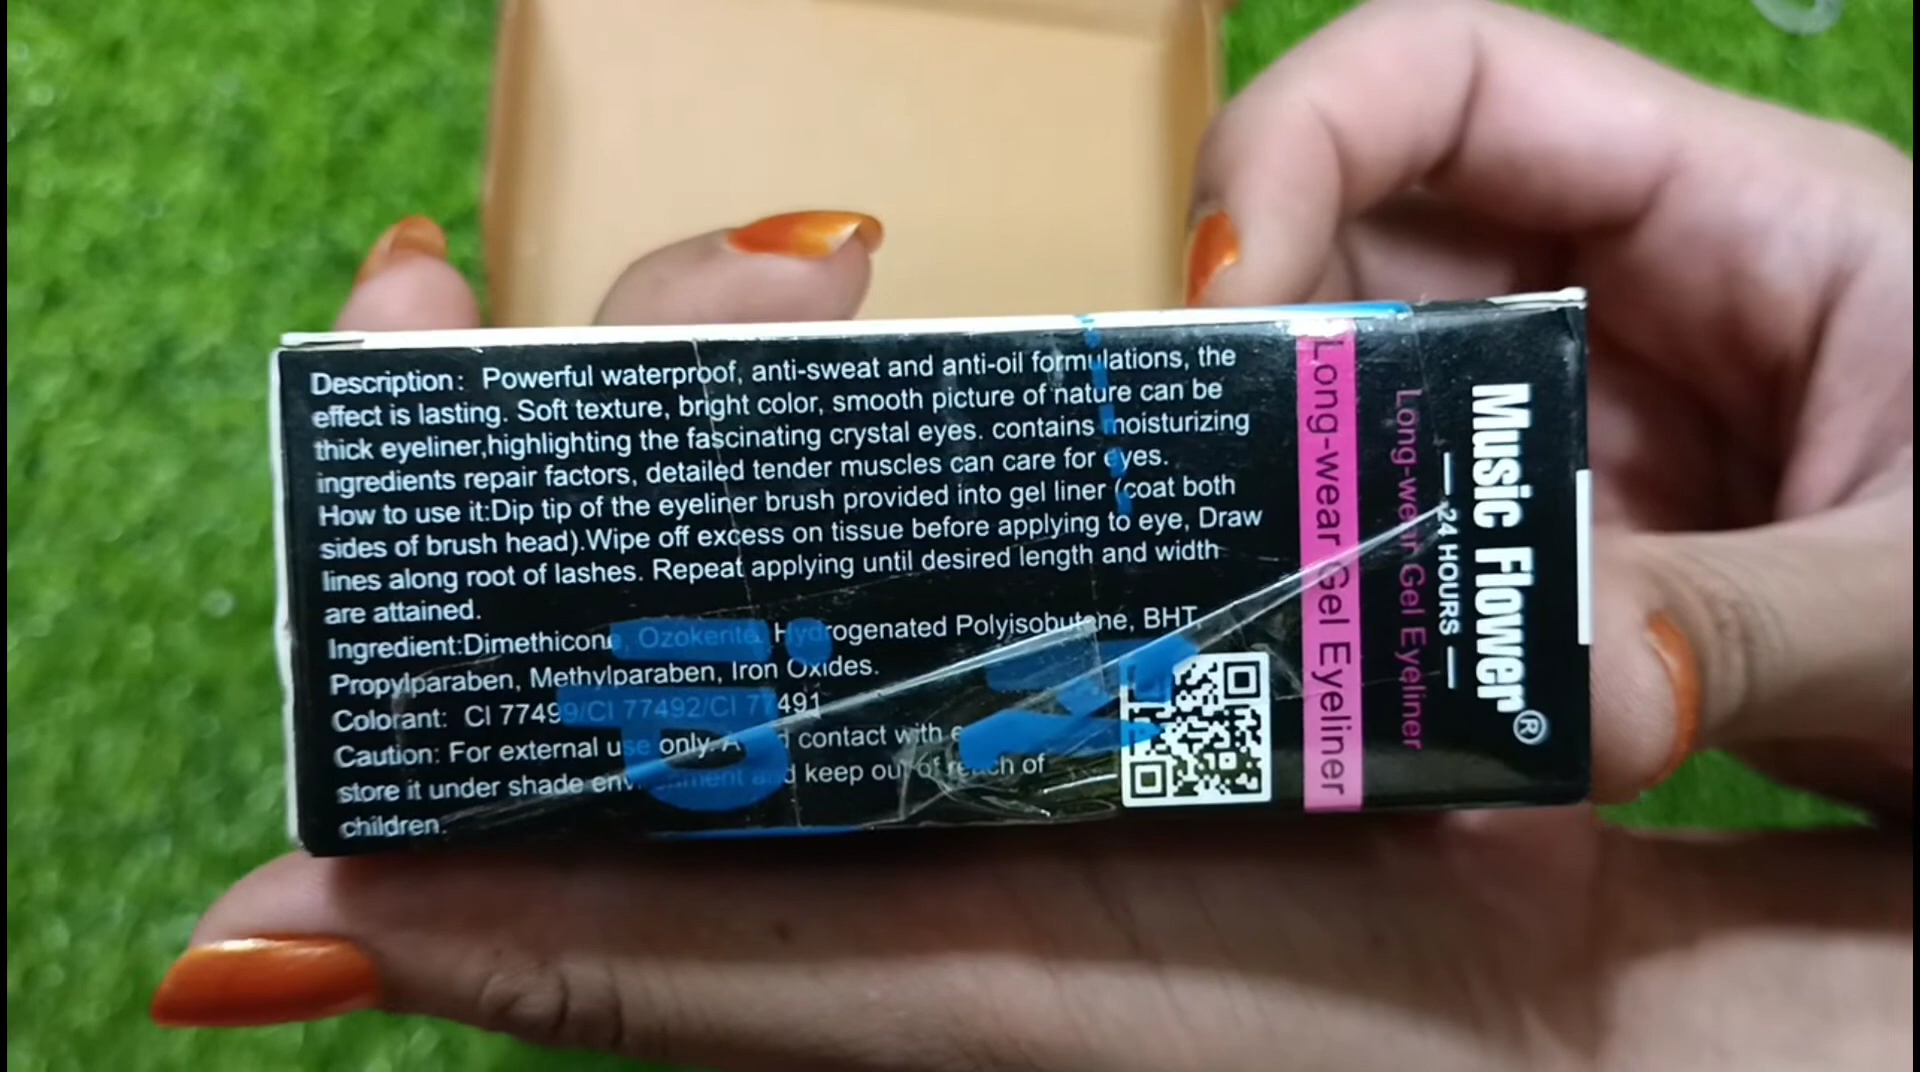 Description: Powerful waterproof, anti-sweat and anti-oil formulations, the
effect is lasting. Soft texture, bright color, smooth picture of nature can be
thick eyeliner,highlighting the fascinating crystal eyes. contains moisturizing
ingredients repair factors, detailed tender muscles can care for eyes.
How to use it:Dip tip of the eyeliner brush provided into gel liner (coat both
sides of brush head).Wipe off excess on tissue before applying to eye, Draw
lines along root of lashes. Repeat applying until desired length and width
are attained.
Ingredient:Dimethicone, Ozokerite, Hydrogenated Polyisobutene, BHT
Propylparaben, Methylparaben, Iron Oxides.
Colorant: CI 77499/CI 77492/CI 77491
Caution: For external use only. contact with
store it under shade and keep out of reach of
children.
Long-wear Gel Eyeliner
Long-wear Gel Eyeliner
24 HOURS
Music Flower®